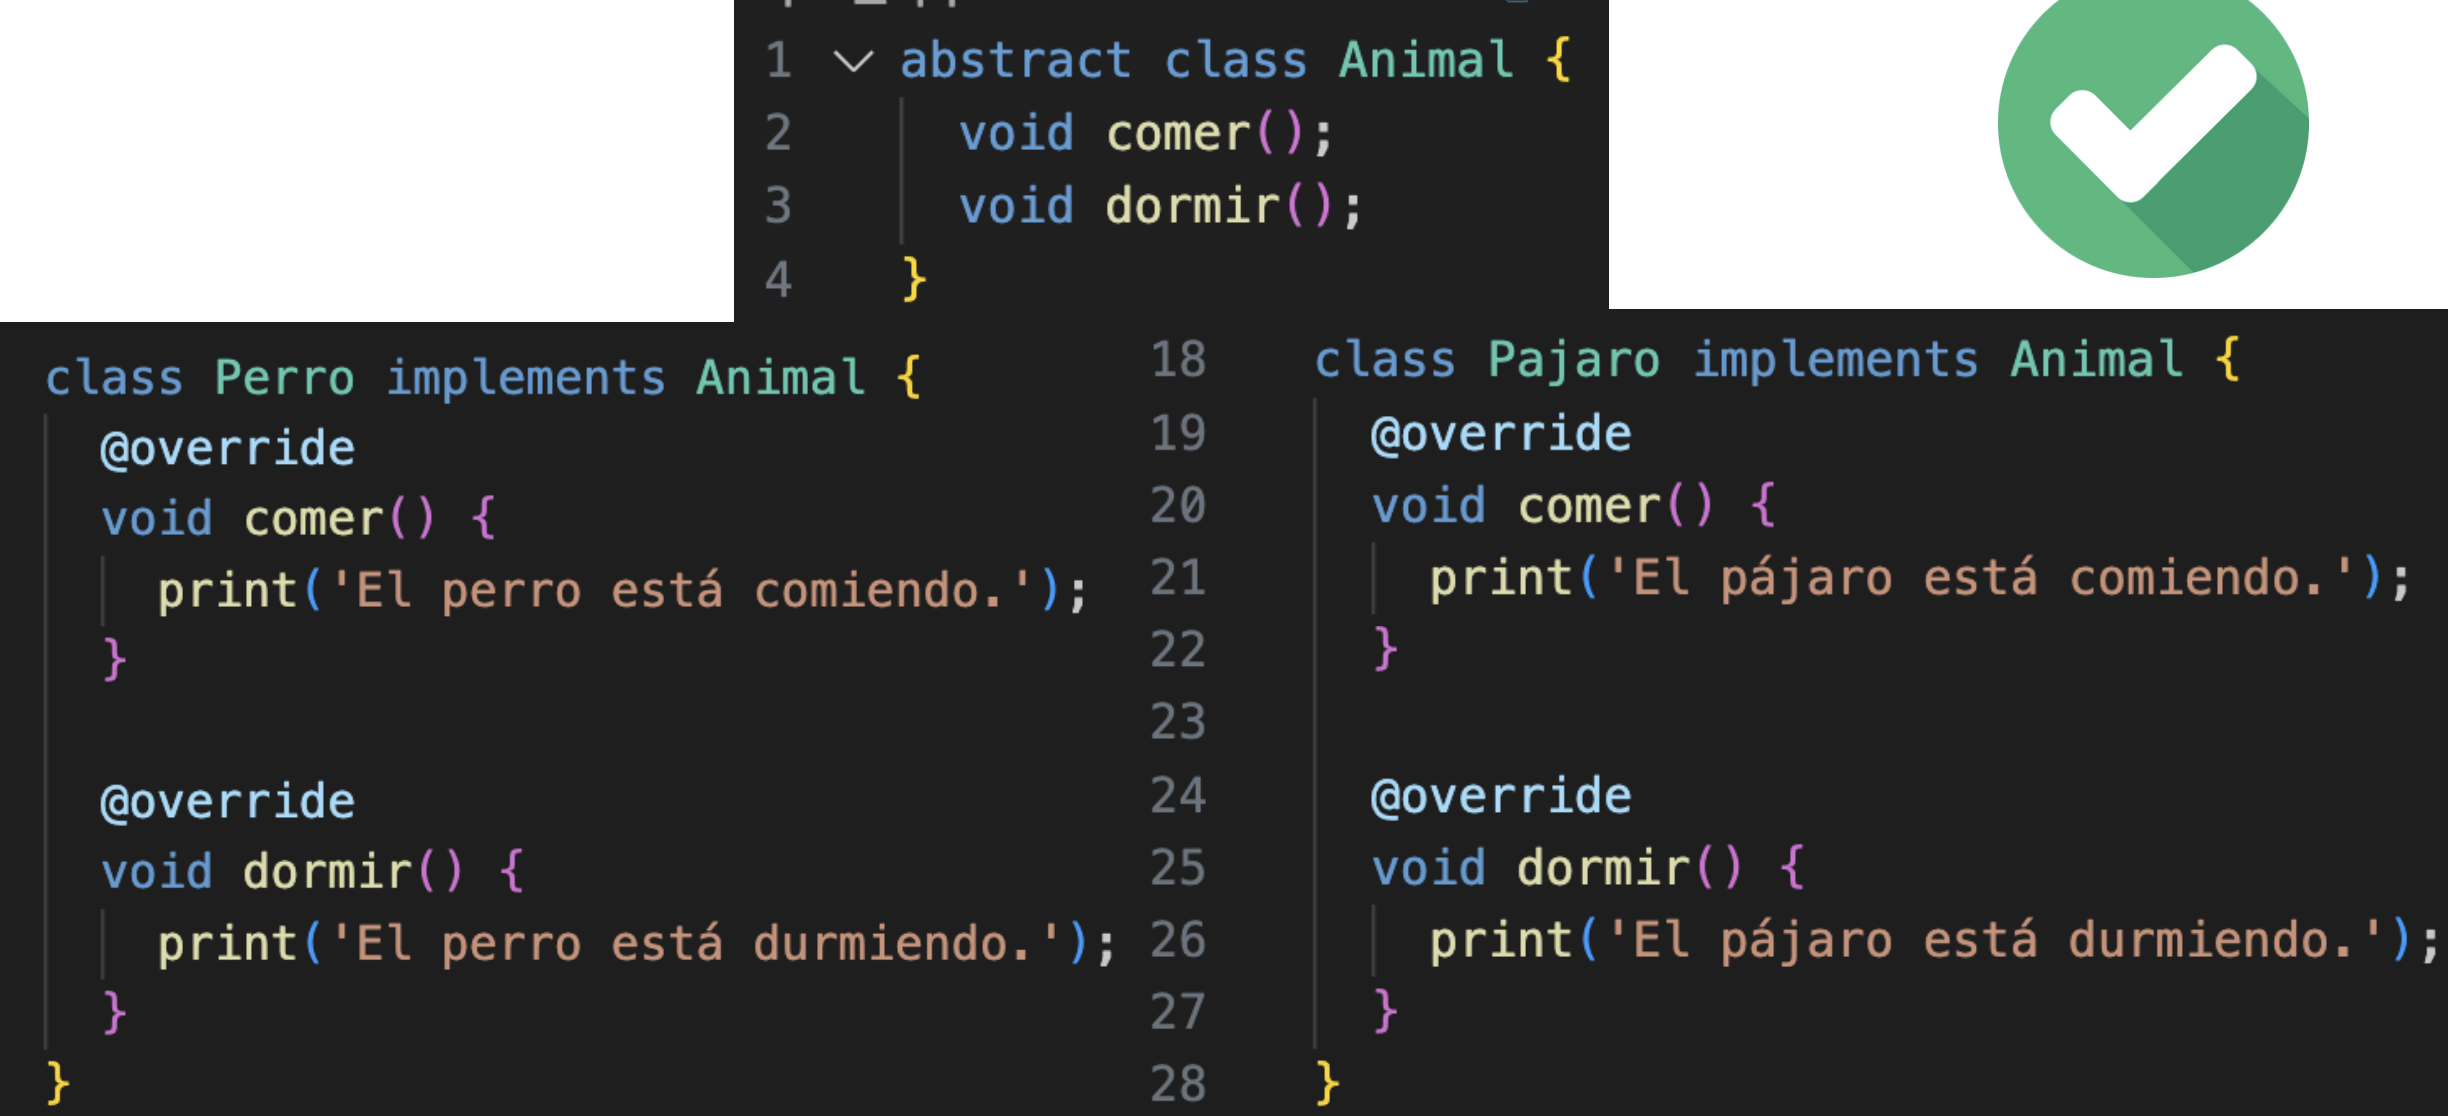 1 abstract class Animal {
2 void comer();
3 void dormir();
4 }
class Perro implements Animal {
@override
void comer() {
print('El perro está comiendo.');
}
@override
void dormir() {
print('El perro está durmiendo.');
}
}
18 class Pajaro implements Animal {
19 @override
20 void comer() {
21 print('El pájaro está comiendo.');
22 }
23
24 @override
25 void dormir() {
26 print('El pájaro está durmiendo.');
27 }
28 }